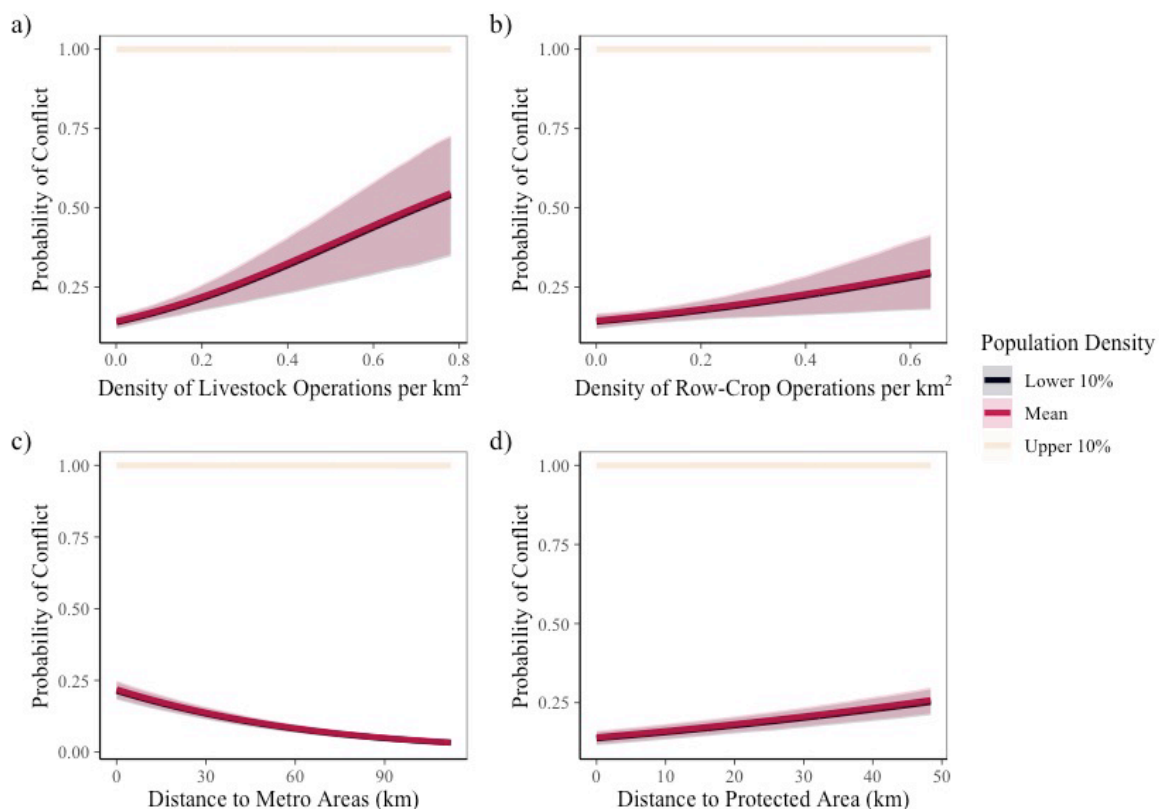 a)
1.00
0.75
0.50
0.25
Probability of Conflict
0.0
0.2
0.4
0.6
0.8
Density of Livestock Operations per km²
b)
1.00
0.75
0.50
0.25
Probability of Conflict
0.0
0.2
0.4
0.6
Density of Row-Crop Operations per km²
Population Density
Lower 10%
Mean
Upper 10%
c)
1.00
0.75
0.50
0.25
0.00
Probability of Conflict
0
30
60
90
Distance to Metro Areas (km)
d)
1.00
0.75
0.50
0.25
Probability of Conflict
0
10
20
30
40
50
Distance to Protected Area (km)